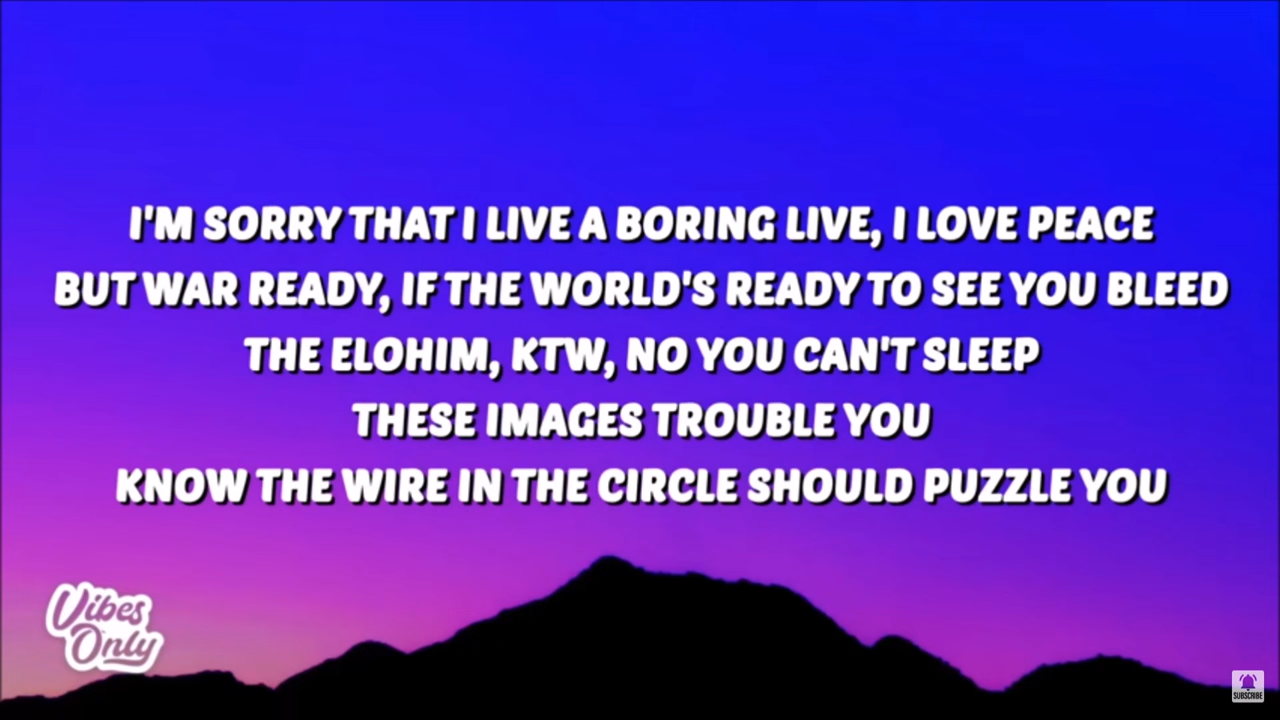 I'M SORRY THAT I LIVE A BORING LIVE, I LOVE PEACE
BUT WAR READY, IF THE WORLD'S READY TO SEE YOU BLEED
THE ELOHIM, KTW, NO YOU CAN'T SLEEP
THESE IMAGES TROUBLE YOU
KNOW THE WIRE IN THE CIRCLE SHOULD PUZZLE YOU
Vibes
Only
SUBSCRIBE